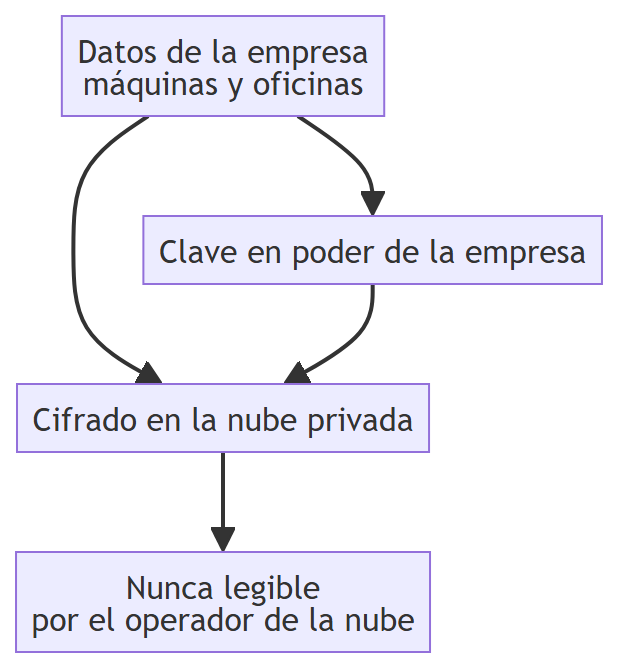 Datos de la empresa
máquinas y oficinas
Clave en poder de la empresa
Cifrado en la nube privada
Nunca legible
por el operador de la nube